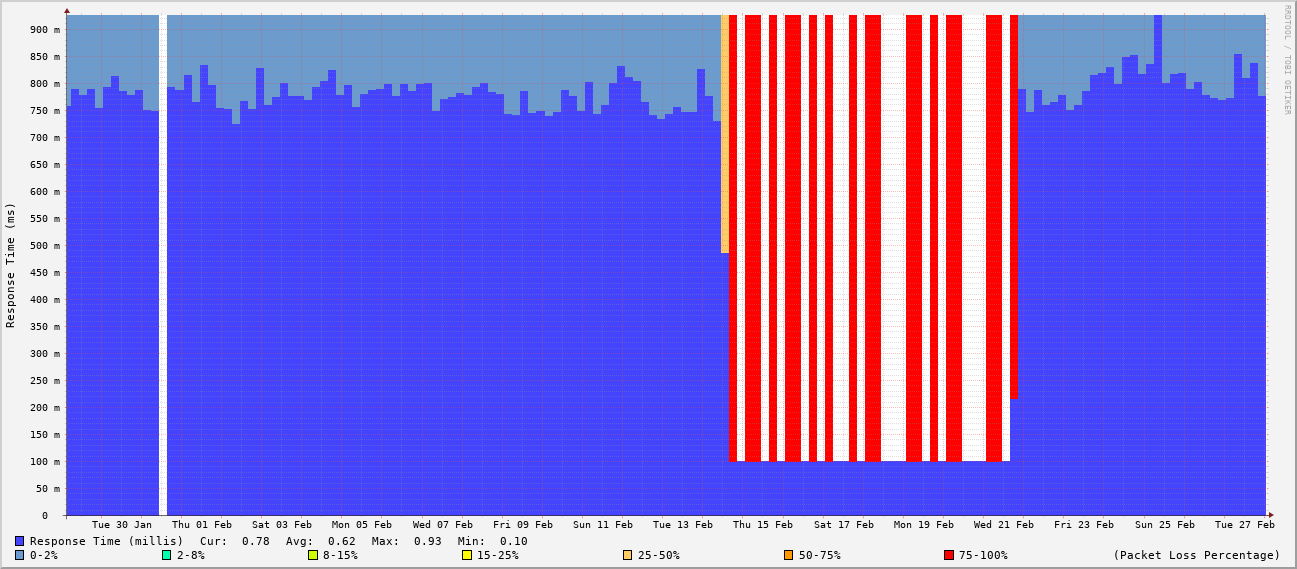 RRDTOOL / TOBI OETIKER
Response Time (ms)
900 m
850 m
800 m
750 m
700 m
650 m
600 m
550 m
500 m
450 m
400 m
350 m
300 m
250 m
200 m
150 m
100 m
50 m
0
Tue 30 Jan Thu 01 Feb Sat 03 Feb Mon 05 Feb Wed 07 Feb Fri 09 Feb Sun 11 Feb Tue 13 Feb Thu 15 Feb Sat 17 Feb Mon 19 Feb Wed 21 Feb Fri 23 Feb Sun 25 Feb Tue 27 Feb
Response Time (millis) Cur: 0.78 Avg: 0.62 Max: 0.93 Min: 0.10
0-2% 2-8% 8-15% 15-25% 25-50% 50-75% 75-100% (Packet Loss Percentage)